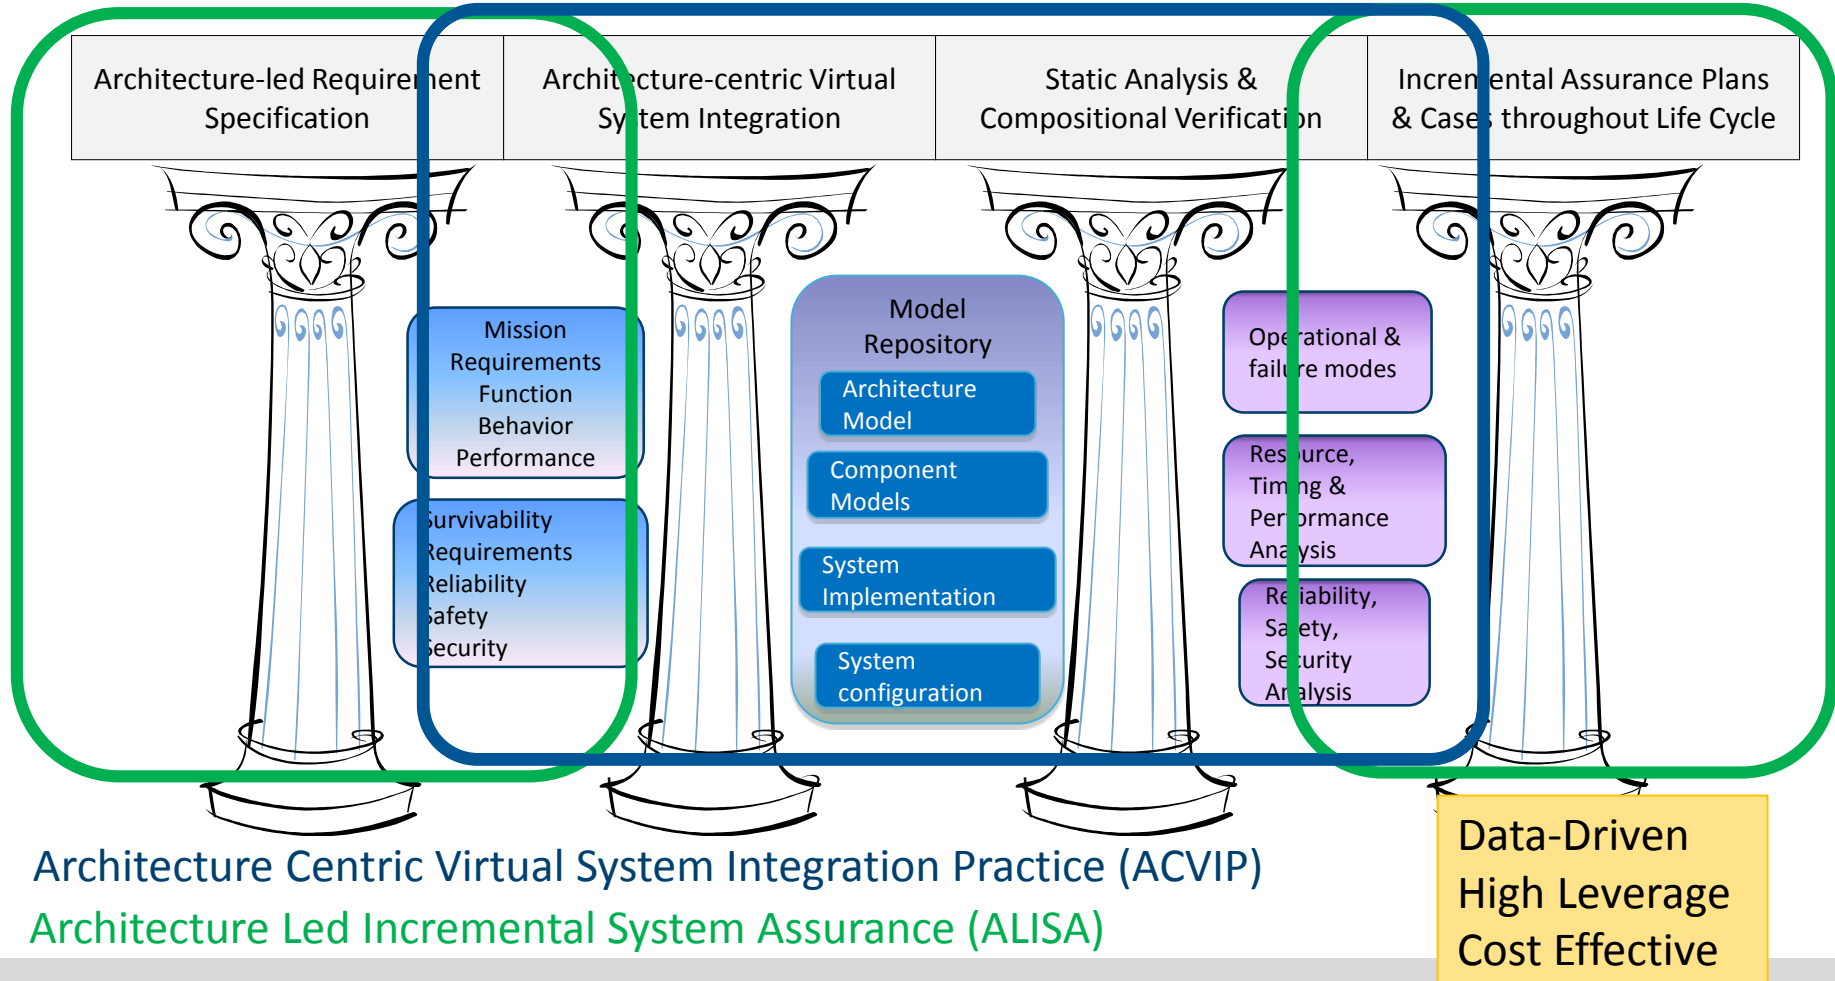 Architecture-led Requirement
Specification
Architecture-centric Virtual
System Integration
Static Analysis &
Compositional Verification
Incremental Assurance Plans
& Cases throughout Life Cycle
Mission
Requirements
Function
Behavior
Performance
Survivability
Requirements
Reliability
Safety
Security
Model
Repository
Architecture
Model
Component
Models
System
Implementation
System
configuration
Operational &
failure modes
Resource,
Timing &
Performance
Analysis
Reliability,
Safety,
Security
Analysis
Architecture Centric Virtual System Integration Practice (ACVIP)
Architecture Led Incremental System Assurance (ALISA)
Data-Driven
High Leverage
Cost Effective